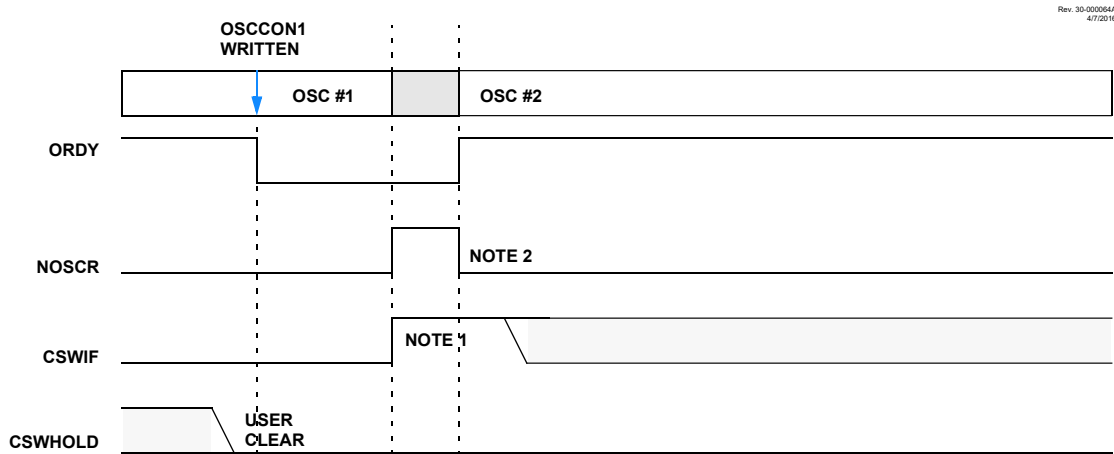 Rev. 30-000064A
4/7/2016
OSCCON1
WRITTEN
OSC #1
OSC #2
ORDY
NOSCR
NOTE 2
CSWIF
NOTE 1
CSWHOLD
USER
CLEAR